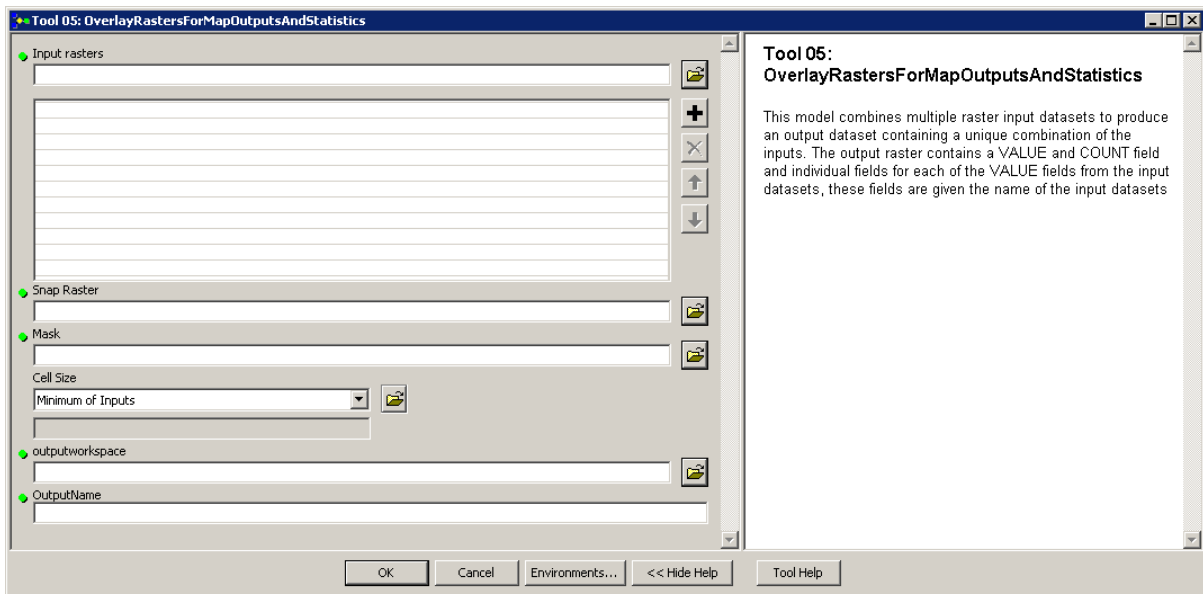 Tool 05: OverlayRastersForMapOutputsAndStatistics
Input rasters
Snap Raster
Mask
Cell Size
Minimum of Inputs
outputworkspace
OutputName
OK
Cancel
Environments...
<< Hide Help
Tool Help
Tool 05:
OverlayRastersForMapOutputsAndStatistics
This model combines multiple raster input datasets to produce
an output dataset containing a unique combination of the
inputs. The output raster contains a VALUE and COUNT field
and individual fields for each of the VALUE fields from the input
datasets, these fields are given the name of the input datasets